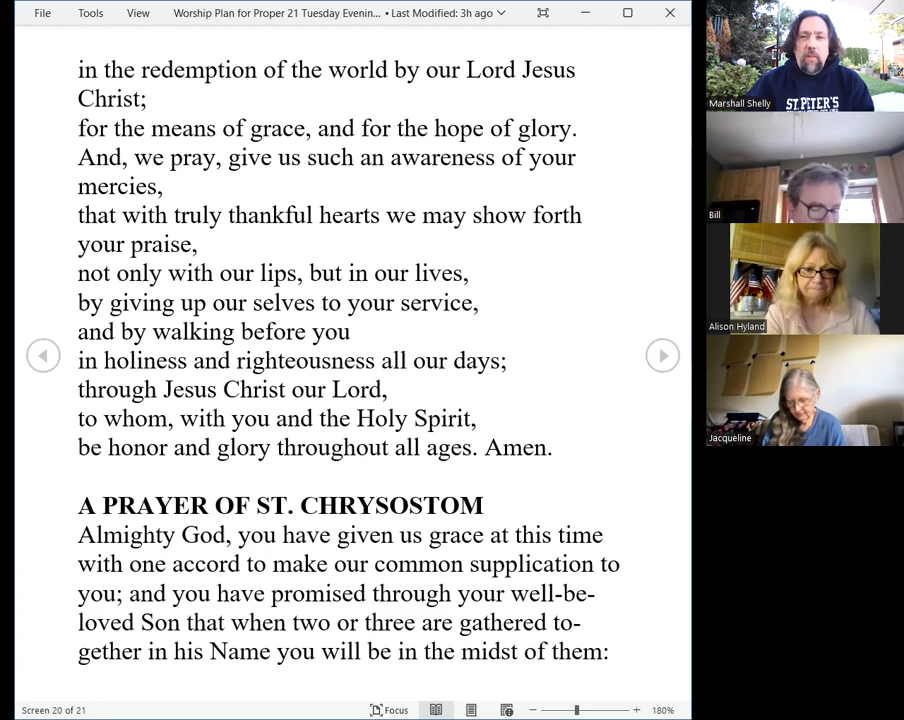 File Tools View Worship Plan for Proper 21 Tuesday Evenin... • Last Modified: 3h ago
in the redemption of the world by our Lord Jesus
Christ;
for the means of grace, and for the hope of glory.
And, we pray, give us such an awareness of your
mercies,
that with truly thankful hearts we may show forth
your praise,
not only with our lips, but in our lives,
by giving up our selves to your service,
and by walking before you
in holiness and righteousness all our days;
through Jesus Christ our Lord,
to whom, with you and the Holy Spirit,
be honor and glory throughout all ages. Amen.
A PRAYER OF ST. CHRYSOSTOM
Almighty God, you have given us grace at this time
with one accord to make our common supplication to
you; and you have promised through your well-be-
loved Son that when two or three are gathered to-
gether in his Name you will be in the midst of them:
Screen 20 of 21 Focus 180%
ST. PETER'S
Marshall Shelly
Bill
Alison Hyland
Jacqueline